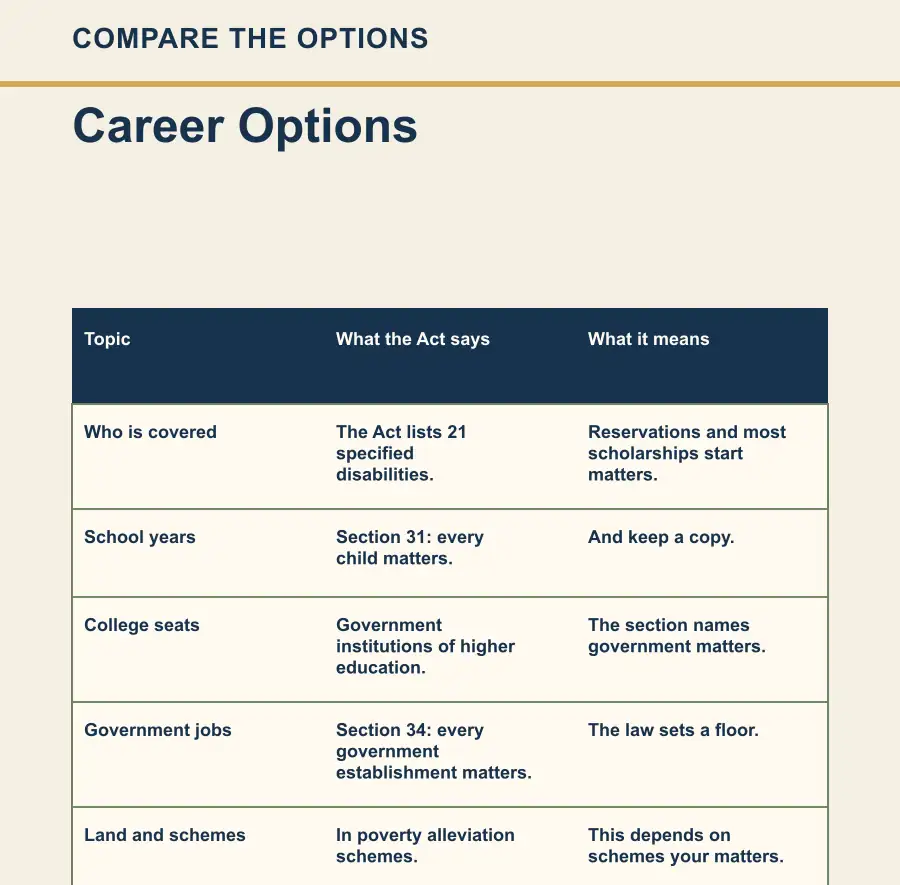 COMPARE THE OPTIONS
Career Options
Topic
What the Act says
What it means
Who is covered
The Act lists 21
specified
disabilities.
Reservations and most
scholarships start
matters.
School years
Section 31: every
child matters.
And keep a copy.
College seats
Government
institutions of higher
education.
The section names
government matters.
Government jobs
Section 34: every
government
establishment matters.
The law sets a floor.
Land and schemes
In poverty alleviation
schemes.
This depends on
schemes your matters.